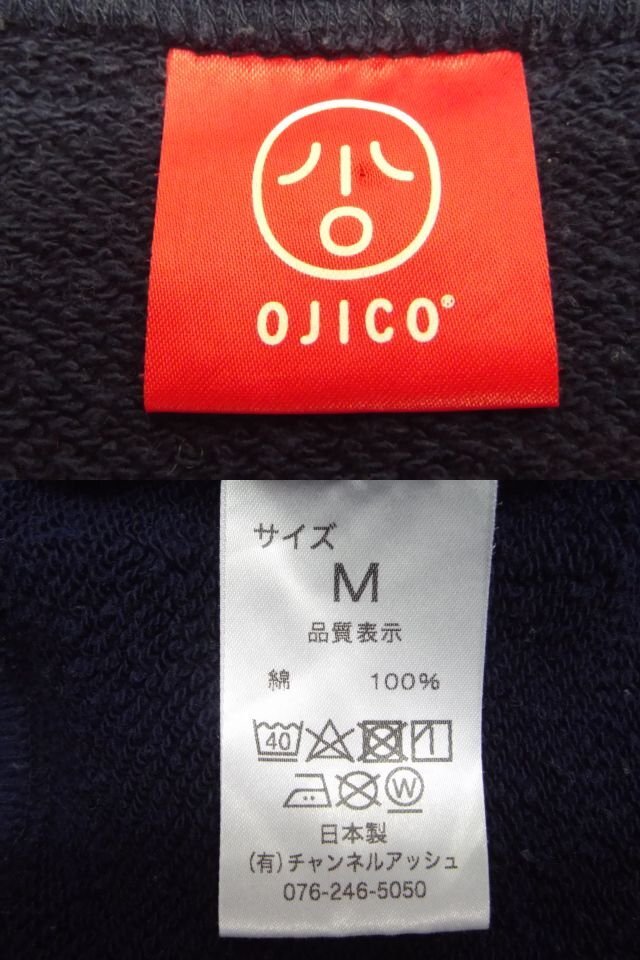 OJICO®
サイズ
M
品質表示
綿 100%
40
W
日本製
(有)チャンネルアッシュ
076-246-5050